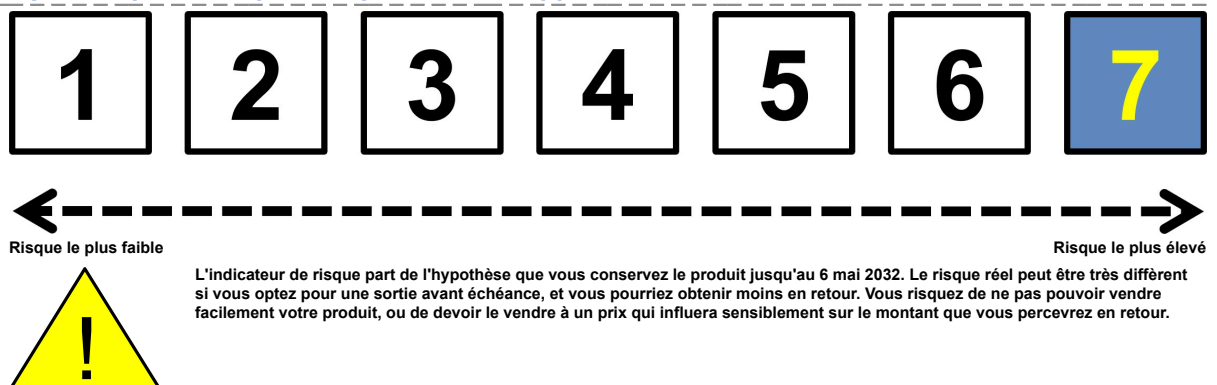 1 2 3 4 5 6 7
Risque le plus faible Risque le plus élevé
L'indicateur de risque part de l'hypothèse que vous conservez le produit jusqu'au 6 mai 2032. Le risque réel peut être très diffèrent
si vous optez pour une sortie avant échéance, et vous pourriez obtenir moins en retour. Vous risquez de ne pas pouvoir vendre
facilement votre produit, ou de devoir le vendre à un prix qui influera sensiblement sur le montant que vous percevrez en retour.
!